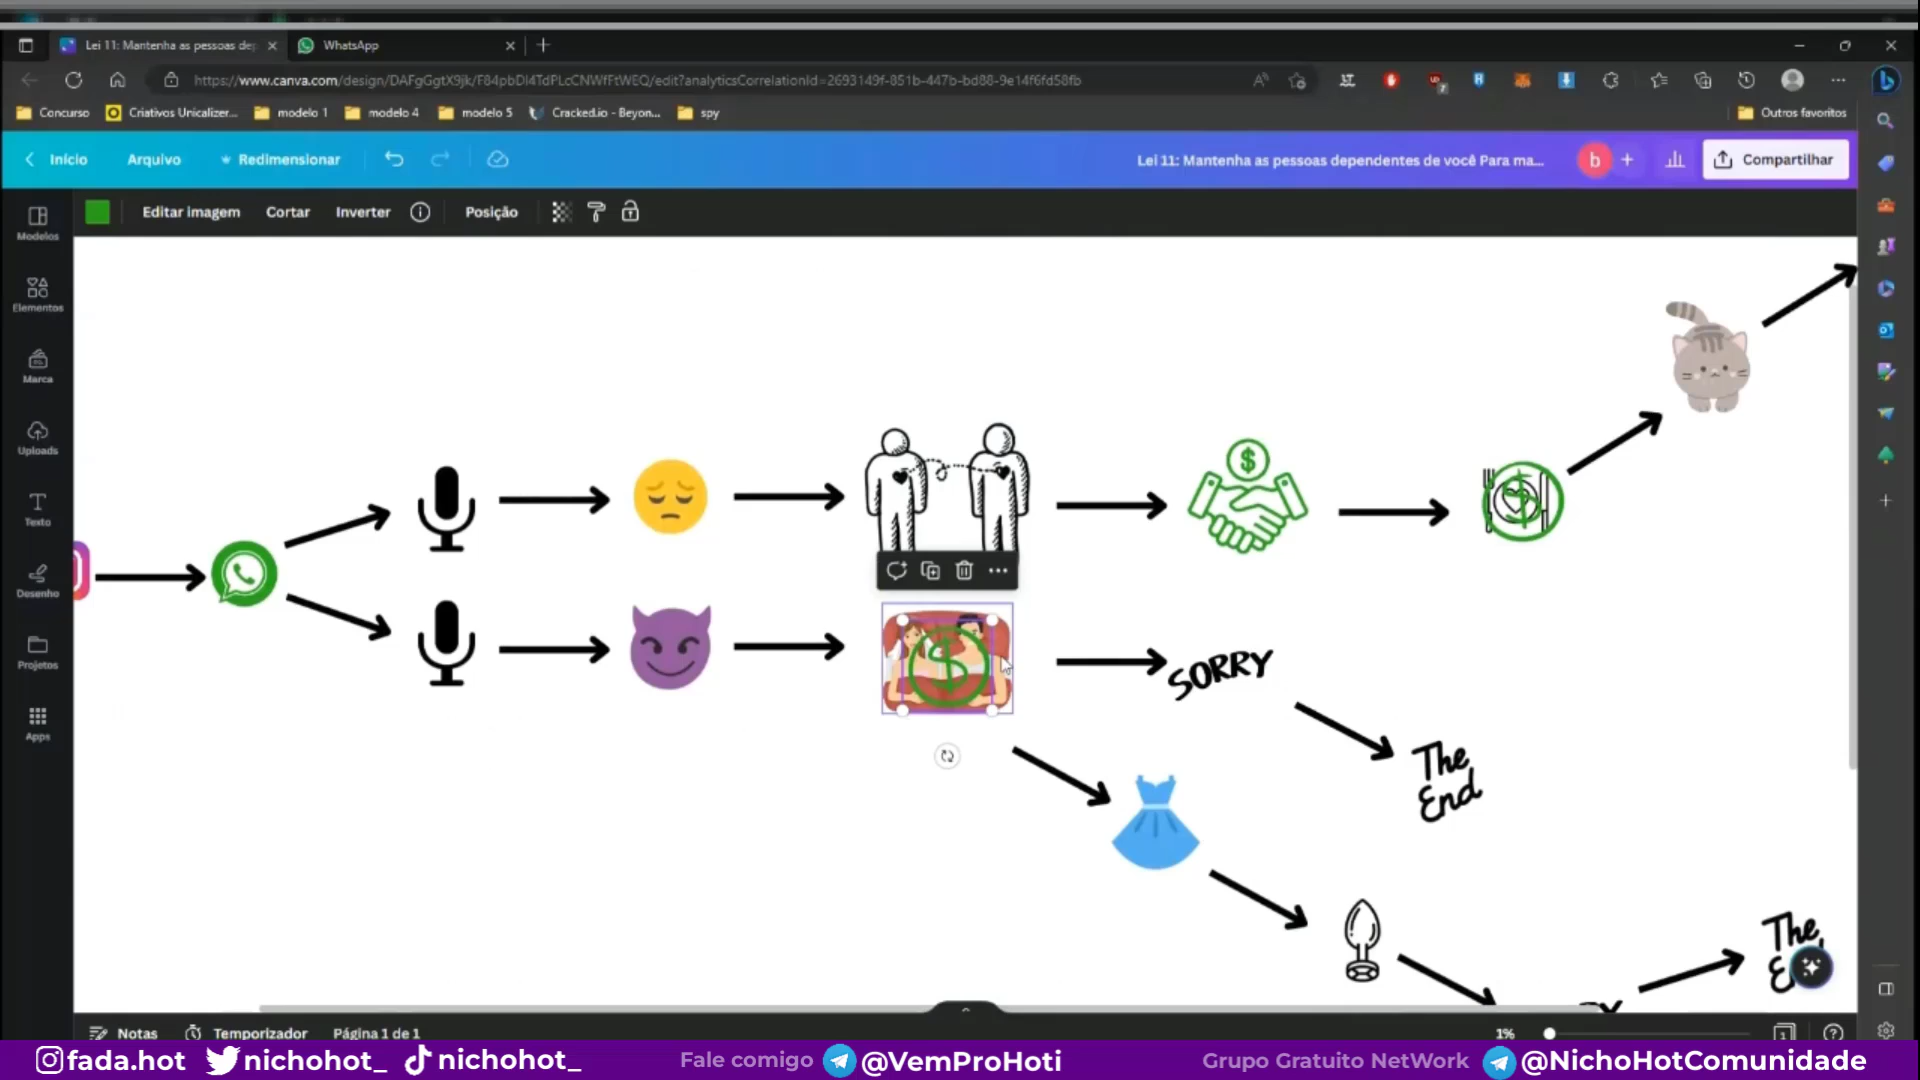 Lei 11: Mantenha as pessoas dep
WhatsApp
https://www.canva.com/design/DAFgGgtX9jk/F84pbDI4TdPLcCNWfFtWEQ/edit?analyticsCorrelationId=2693149f-851b-447b-bd88-9e14f6fd58fb
Concurso
Criativos Unicalizer...
modelo 1
modelo 4
modelo 5
Cracked.io - Beyon...
spy
Outros favoritos
Início
Arquivo
Redimensionar
Lei 11: Mantenha as pessoas dependentes de você Para ma...
b
Compartilhar
Editar imagem
Cortar
Inverter
Posição
Modelos
Elementos
Marca
Uploads
Texto
Desenho
Projetos
Apps
SORRY
The
End
The
Notas
Temporizador
Página 1 de 1
1%
fada.hot
nichohot_
nichohot_
Fale comigo
@VemProHoti
Grupo Gratuito NetWork
@NichoHotComunidade